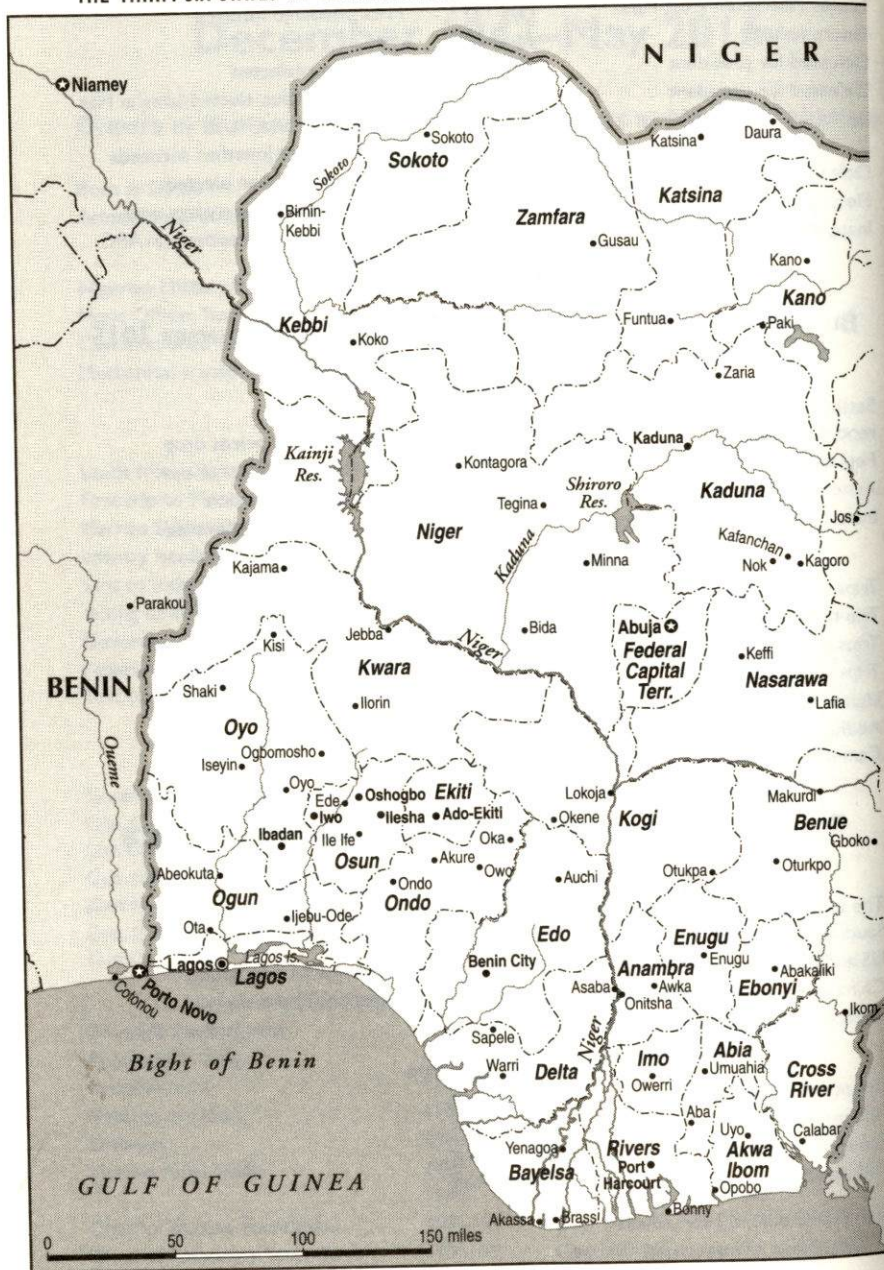 NIGER
Niamey
Katsina
Daura
Sokoto
Sokoto
Sokoto
Katsina
Birnin-
Kebbi
Zamfara
Gusau
Niger
Kano
Kano
Kebbi
Koko
Funtua
Paki
Zaria
Kainji
Res.
Kontagora
Kaduna
Shiroro
Res.
Kaduna
Tegina
Jos
Niger
Kaduna
Kafanchan
Minna
Nok
Kagoro
Kajama
Parakou
Bida
Abuja
Federal
Capital
Terr.
Jebba
Niger
Kisi
Keffi
Kwara
BENIN
Shaki
Nasarawa
Lafia
Ilorin
Oyo
Ogbomosho
Iseyin
Oueme
Oyo
Ekiti
Lokoja
Makurdi
Ede
Oshogbo
Iwo
Ilesha
Ado-Ekiti
Okene
Kogi
Benue
Ibadan
Ile Ife
Oka
Gboko
Osun
Akure
Owo
Otukpa
Oturkpo
Abeokuta
Ondo
Auchi
Ogun
Ondo
Ijebu-Ode
Ota
Edo
Enugu
Enugu
Lagos
Lagos Is.
Lagos
Benin City
Anambra
Abakaliki
Cotonou
Porto Novo
Asaba
Awka
Ebonyi
Onitsha
Ikom
Sapele
Niger
Abia
Bight of Benin
Warri
Delta
Imo
Umuahia
Cross
River
Owerri
Aba
Uyo
Calabar
Yenagoa
Rivers
Akwa
Ibom
Bayelsa
Port
Harcourt
GULF OF GUINEA
Opobo
Akassa
Brass
Bonny
0 50 100 150 miles